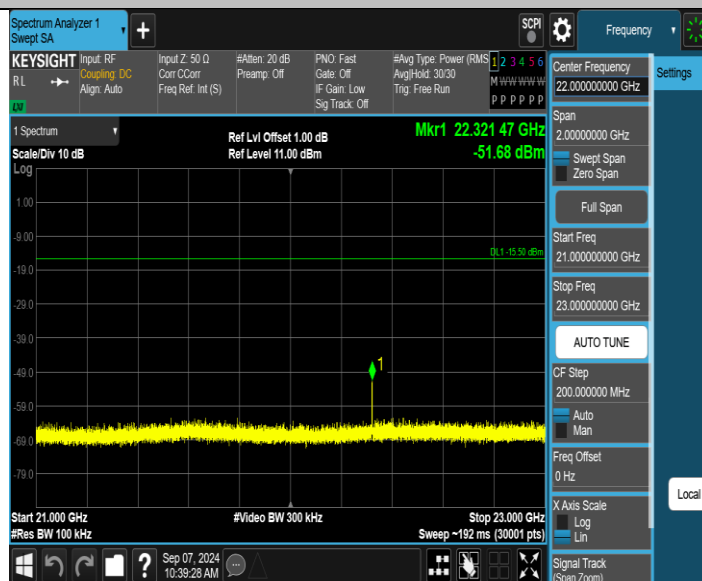 Spectrum Analyzer 1
Swept SA
+
SCPI
Frequency
KEYSIGHT
RL
Input: RF
Coupling: DC
Align: Auto
Input Z: 50 Ω
Corr CCorr
Freq Ref: Int (S)
#Atten: 20 dB
Preamp: Off
PNO: Fast
Gate: Off
IF Gain: Low
Sig Track: Off
#Avg Type: Power (RMS
Avg|Hold: 30/30
Trig: Free Run
1 2 3 4 5 6
M W W W W W
P P P P P P
1 Spectrum
Scale/Div 10 dB
Log
Ref Lvl Offset 1.00 dB
Ref Level 11.00 dBm
Mkr1 22.321 47 GHz
-51.68 dBm
1.00
-9.00
-19.0
-29.0
-39.0
-49.0
-59.0
-69.0
-79.0
DL1 -15.50 dBm
1
Start 21.000 GHz
#Res BW 100 kHz
#Video BW 300 kHz
Stop 23.000 GHz
Sweep ~192 ms (30001 pts)
?
Sep 07, 2024
10:39:28 AM
Center Frequency
22.000000000 GHz
Span
2.00000000 GHz
Swept Span
Zero Span
Full Span
Start Freq
21.000000000 GHz
Stop Freq
23.000000000 GHz
AUTO TUNE
CF Step
200.000000 MHz
Auto
Man
Freq Offset
0 Hz
X Axis Scale
Log
Lin
Signal Track
(Span Zoom)
Settings
Local